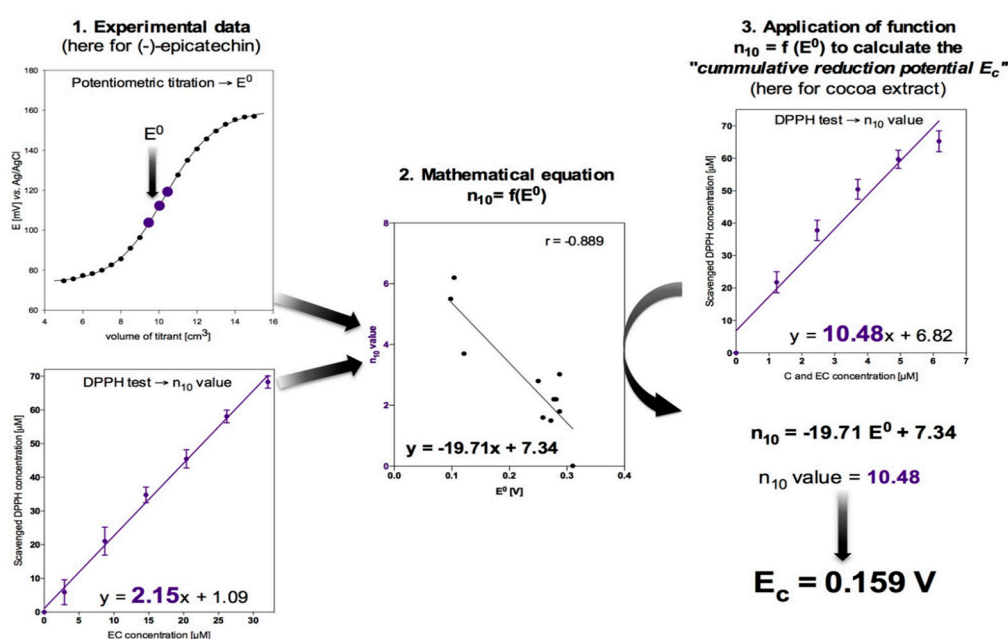 1. Experimental data
(here for (-)-epicatechin)
Potentiometric titration → E⁰
E⁰
E [mV] vs. Ag/AgCl
180
160
140
120
100
80
60
4 6 8 10 12 14 16
volume of titrant [cm³]
DPPH test → n₁₀ value
Scavenged DPPH concentration [µM]
70
60
50
40
30
20
10
0
y = 2.15x + 1.09
0 5 10 15 20 25 30
EC concentration [µM]
2. Mathematical equation
n₁₀= f(E⁰)
n₁₀ value
8
6
4
2
0
r = -0.889
y = -19.71x + 7.34
0.0 0.1 0.2 0.3 0.4
E⁰ [V]
3. Application of function
n₁₀ = f (E⁰) to calculate the
"cummulative reduction potential E꜀"
(here for cocoa extract)
DPPH test → n₁₀ value
Scavenged DPPH concentration [µM]
70
60
50
40
30
20
10
0
y = 10.48x + 6.82
0 1 2 3 4 5 6 7
C and EC concentration [µM]
n₁₀ = -19.71 E⁰ + 7.34
n₁₀ value = 10.48
E꜀ = 0.159 V